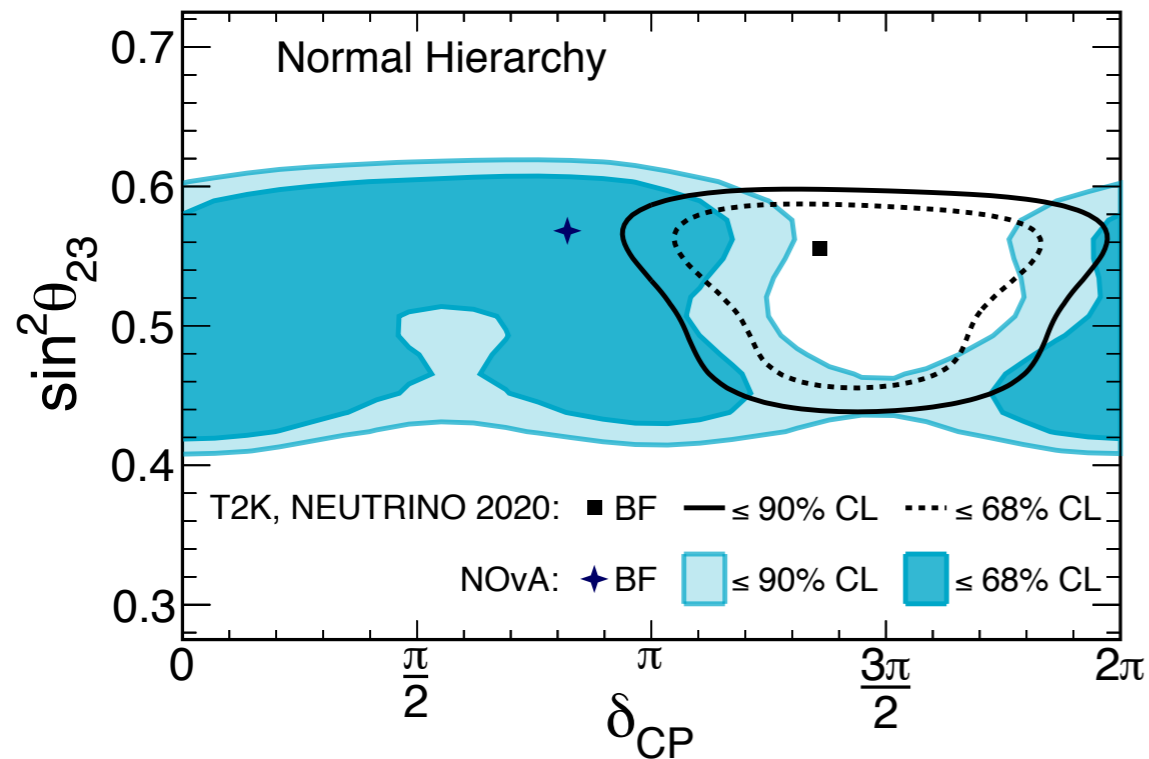 Normal Hierarchy
0.7
0.6
0.5
0.4
0.3
sin²θ₂₃
T2K, NEUTRINO 2020: BF ≤ 90% CL ≤ 68% CL
NOvA: BF ≤ 90% CL ≤ 68% CL
0 π/2 π 3π/2 2π
δ_CP